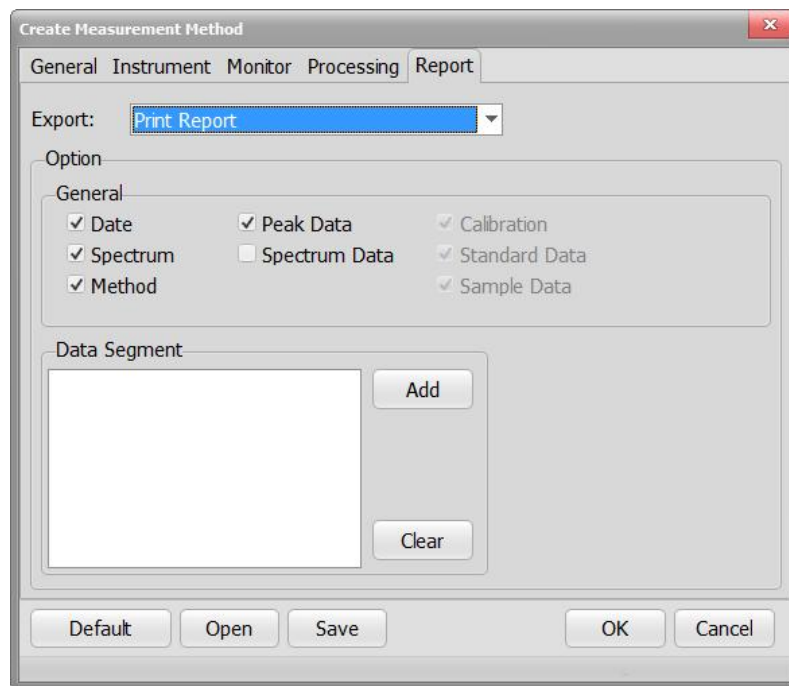 Create Measurement Method
General Instrument Monitor Processing Report
Export: Print Report
Option
General
Date Peak Data Calibration
Spectrum Spectrum Data Standard Data
Method Sample Data
Data Segment
Add
Clear
Default Open Save OK Cancel